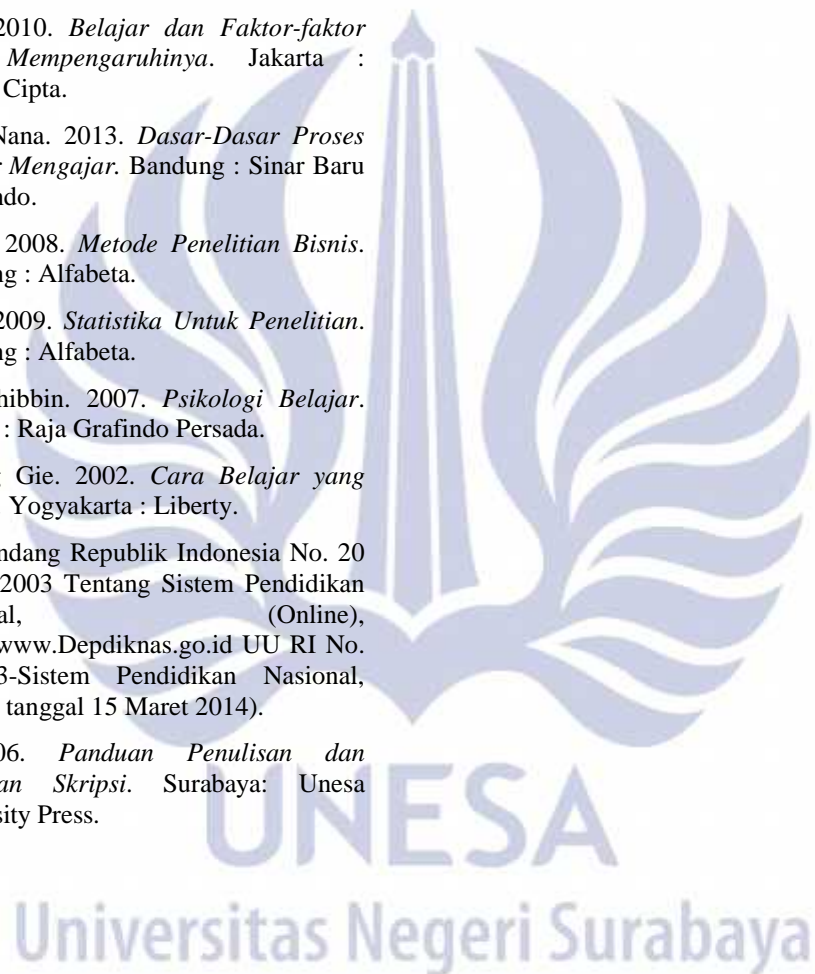 2010. Belajar dan Faktor-faktor
Mempengaruhinya. Jakarta :
Cipta.
Nana. 2013. Dasar-Dasar Proses
Mengajar. Bandung : Sinar Baru
ndo.
2008. Metode Penelitian Bisnis.
ng : Alfabeta.
2009. Statistika Untuk Penelitian.
ng : Alfabeta.
hibbin. 2007. Psikologi Belajar.
: Raja Grafindo Persada.
Gie. 2002. Cara Belajar yang
Yogyakarta : Liberty.
ndang Republik Indonesia No. 20
2003 Tentang Sistem Pendidikan
al, (Online),
www.Depdiknas.go.id UU RI No.
3-Sistem Pendidikan Nasional,
tanggal 15 Maret 2014).
06. Panduan Penulisan dan
an Skripsi. Surabaya: Unesa
sity Press.
UNESA
Universitas Negeri Surabaya